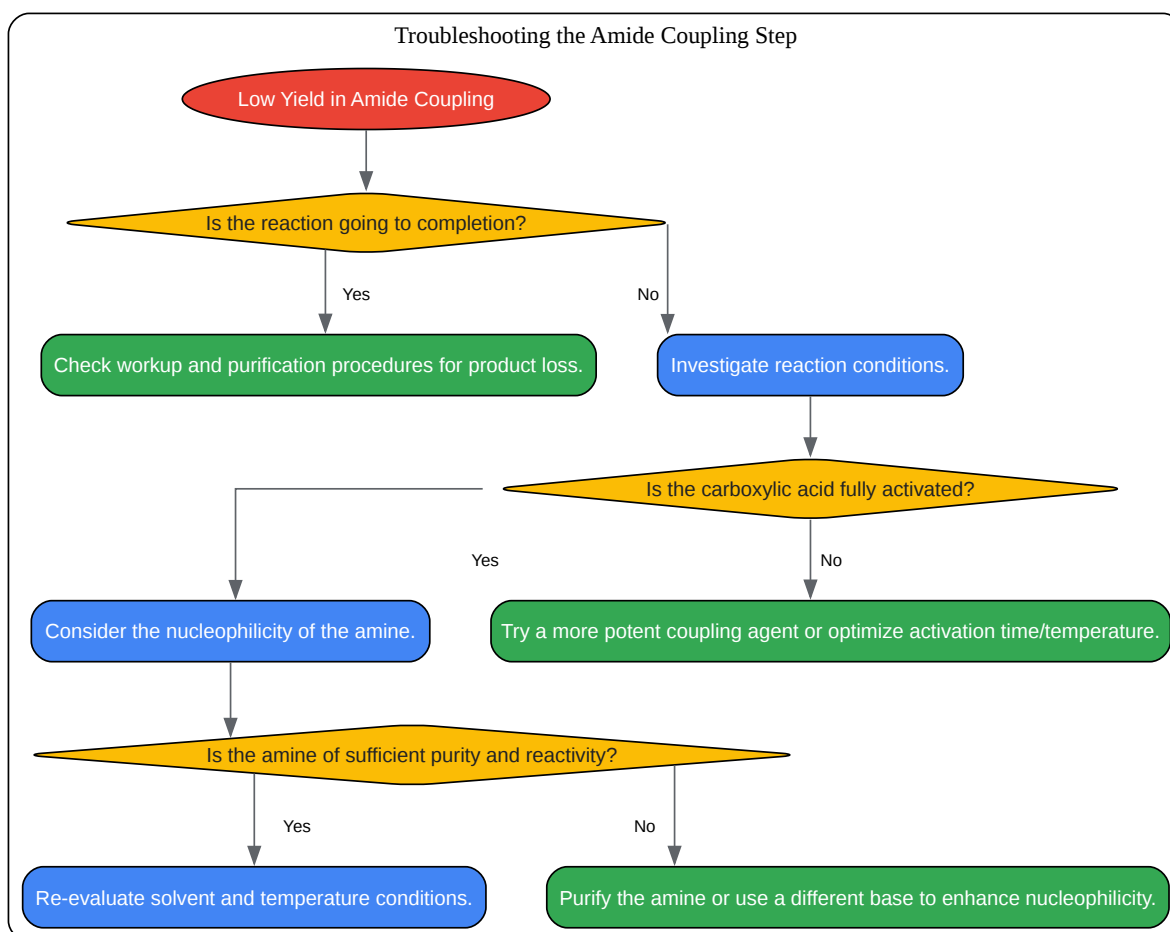 Troubleshooting the Amide Coupling Step
Low Yield in Amide Coupling
Is the reaction going to completion?
Yes
No
Check workup and purification procedures for product loss.
Investigate reaction conditions.
Is the carboxylic acid fully activated?
Yes
No
Consider the nucleophilicity of the amine.
Try a more potent coupling agent or optimize activation time/temperature.
Is the amine of sufficient purity and reactivity?
Yes
No
Re-evaluate solvent and temperature conditions.
Purify the amine or use a different base to enhance nucleophilicity.